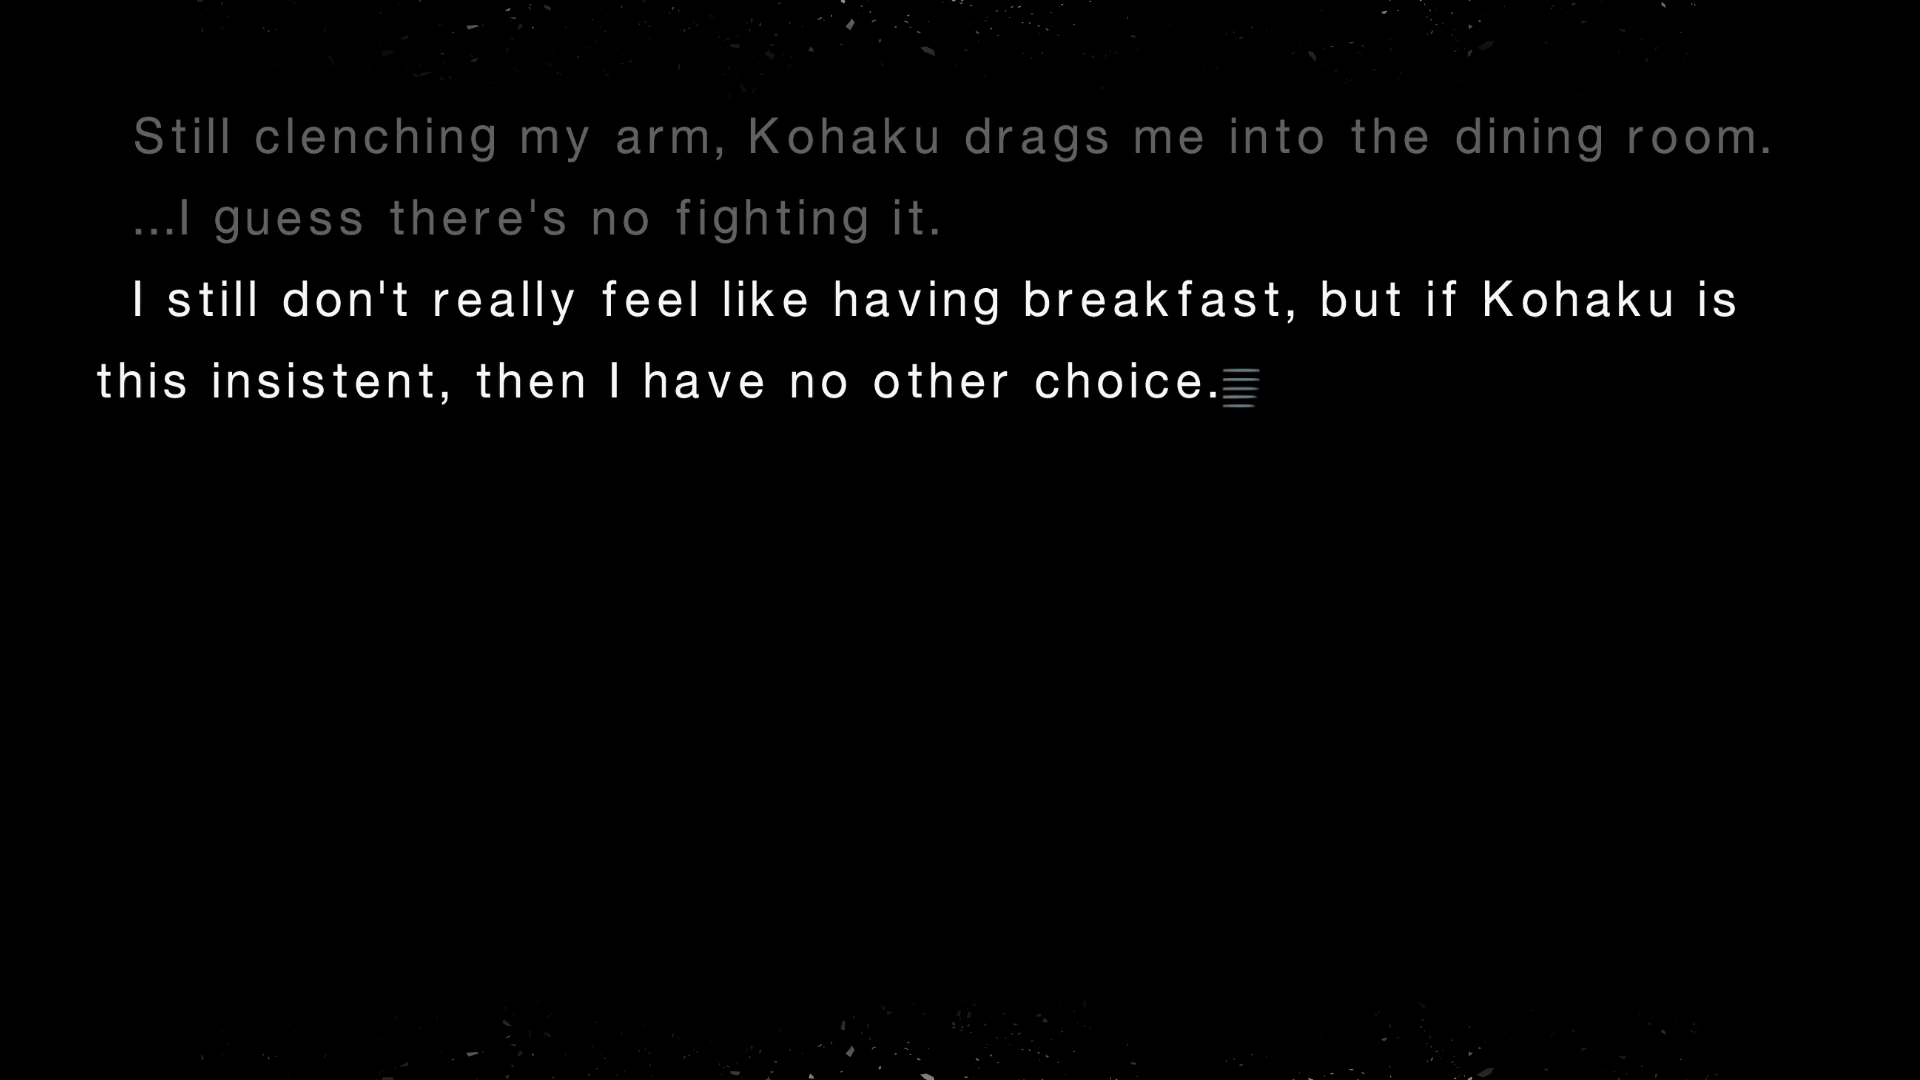 Still clenching my arm, Kohaku drags me into the dining room.
...I guess there's no fighting it.
I still don't really feel like having breakfast, but if Kohaku is
this insistent, then I have no other choice.